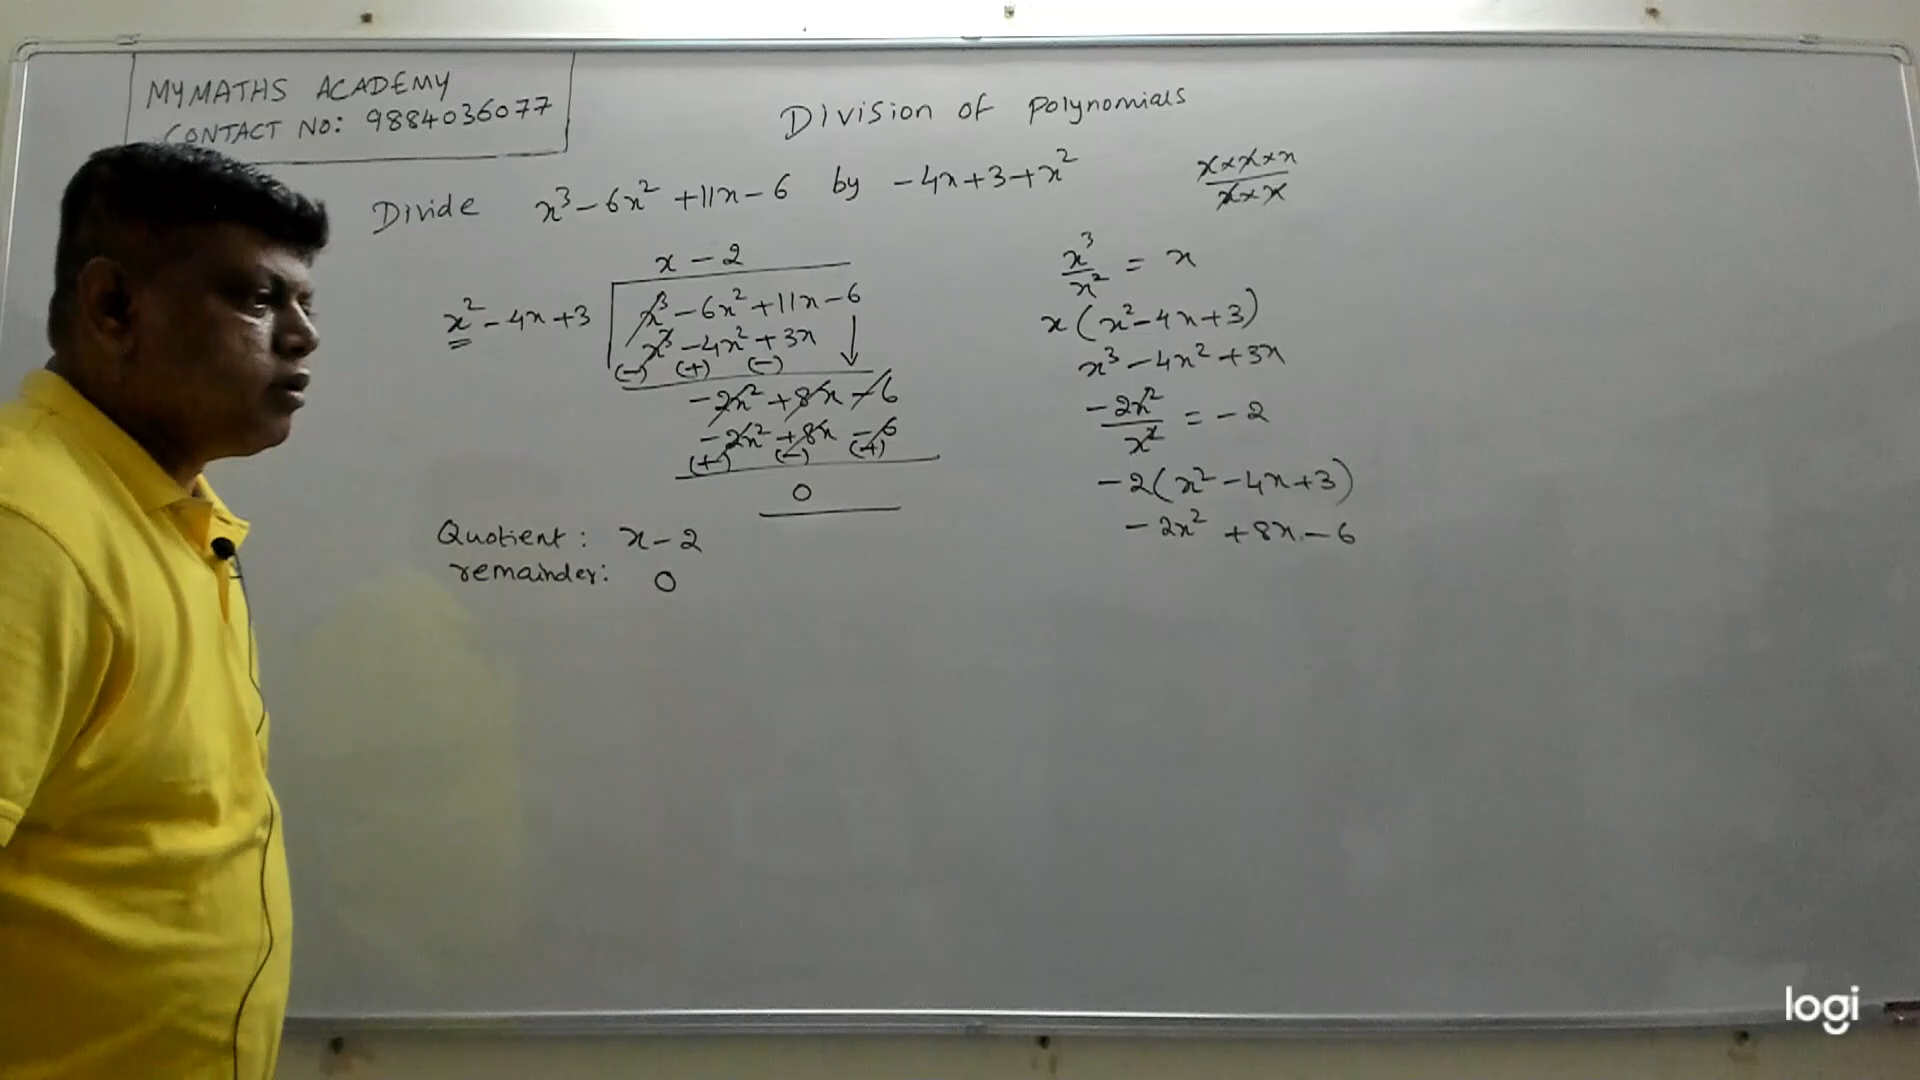 MYMATHS ACADEMY
CONTACT NO: 9884036077
Division of polynomials
Divide x³ - 6x² + 11x - 6 by - 4x + 3 + x²
x × x × x
x × x
x - 2
x² - 4x + 3
x³ - 6x² + 11x - 6
x³ - 4x² + 3x
(-) (+) (-)
- 2x² + 8x - 6
- 2x² + 8x - 6
(+) (-) (+)
0
Quotient : x - 2
remainder: 0
x³/x² = x
x (x² - 4x + 3)
x³ - 4x² + 3x
-2x²/x² = - 2
- 2 (x² - 4x + 3)
- 2x² + 8x - 6
logi